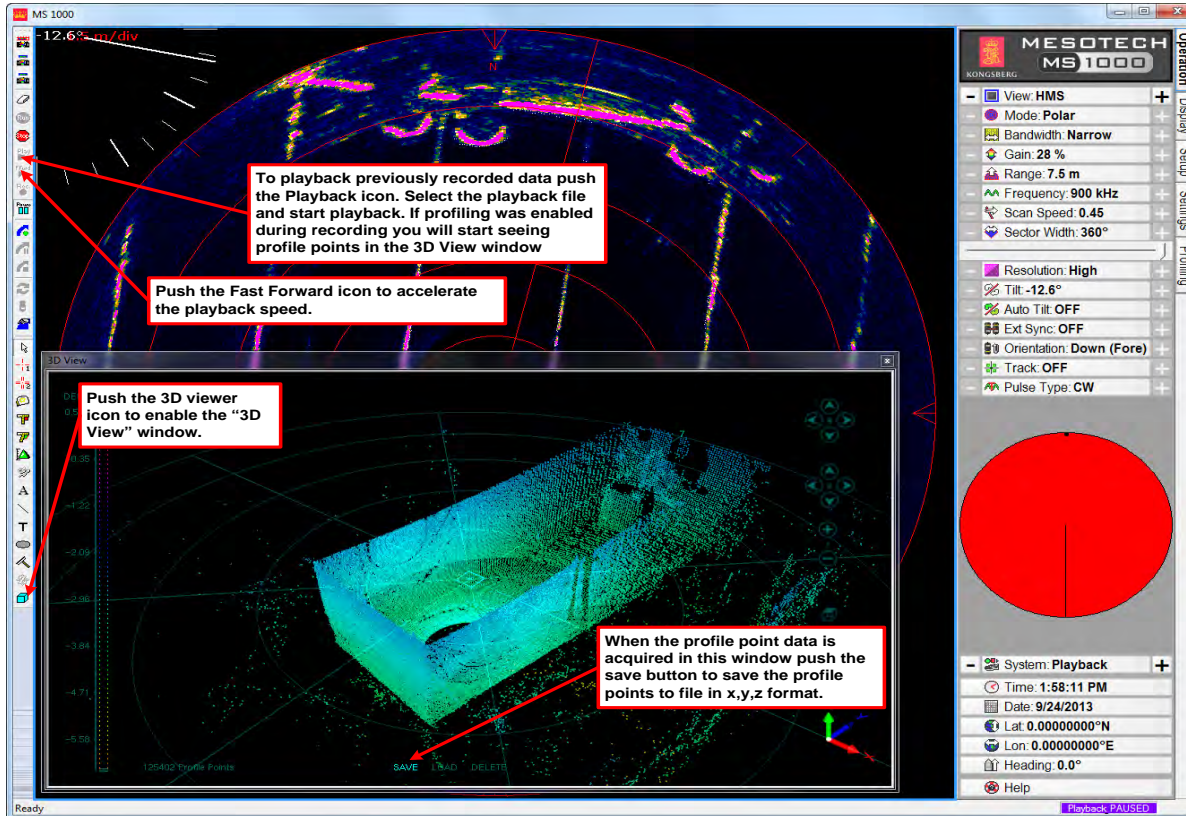 MS 1000
-12.6°
m/div
N
To playback previously recorded data push
the Playback icon. Select the playback file
and start playback. If profiling was enabled
during recording you will start seeing
profile points in the 3D View window
Push the Fast Forward icon to accelerate
the playback speed.
3D View
Push the 3D viewer
icon to enable the “3D
View” window.
0.35
-1.22
-2.09
-2.96
-3.84
-4.71
-5.58
When the profile point data is
acquired in this window push the
save button to save the profile
points to file in x,y,z format.
125402 Profile Points
SAVE LOAD DELETE
Run
Stop
Play
Pause
1
2
A
T
KONGSBERG
MESOTECH
MS 1000
Operation
Display
Setup
Settings
Profiling
- View: HMS +
Mode: Polar
Bandwidth: Narrow
Gain: 28 %
Range: 7.5 m
Frequency: 900 kHz
Scan Speed: 0.45
Sector Width: 360°
Resolution: High
Tilt: -12.6°
Auto Tilt: OFF
Ext Sync: OFF
Orientation: Down (Fore)
Track: OFF
Pulse Type: CW
- System: Playback +
Time: 1:58:11 PM
Date: 9/24/2013
Lat: 0.00000000°N
Lon: 0.00000000°E
Heading: 0.0°
Help
Ready
Playback PAUSED